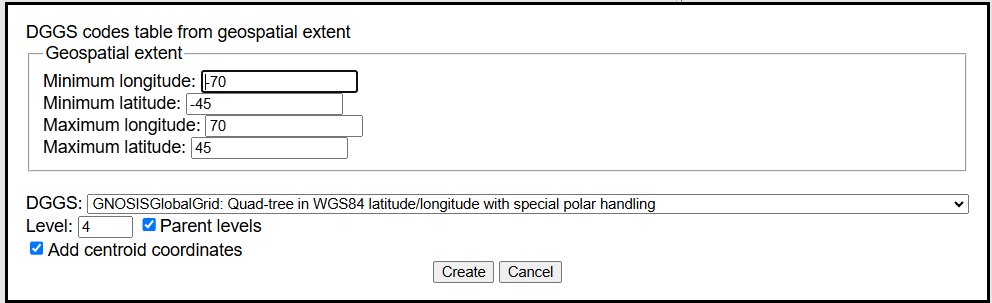 DGGS codes table from geospatial extent
Geospatial extent
Minimum longitude: -70
Minimum latitude: -45
Maximum longitude: 70
Maximum latitude: 45
DGGS: GNOSISGlobalGrid: Quad-tree in WGS84 latitude/longitude with special polar handling
Level: 4 Parent levels
Add centroid coordinates
Create Cancel